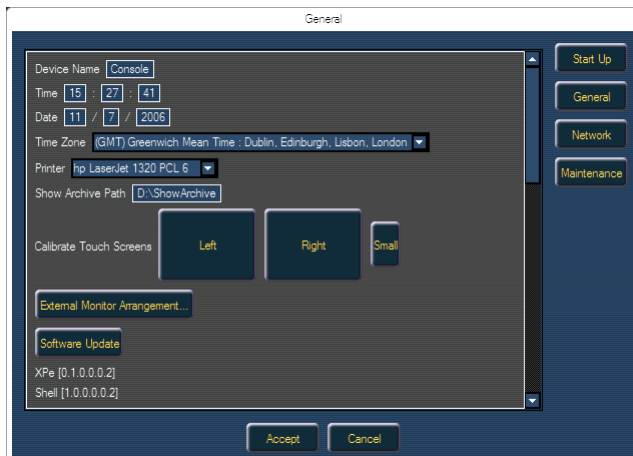 General
Device Name Console
Time 15 : 27 : 41
Date 11 / 7 / 2006
Time Zone (GMT) Greenwich Mean Time : Dublin, Edinburgh, Lisbon, London
Printer hp LaserJet 1320 PCL 6
Show Archive Path D:\ShowArchive
Calibrate Touch Screens Left Right Small
External Monitor Arrangement...
Software Update
XPe [0.1.0.0.0.2]
Shell [1.0.0.0.0.2]
Start Up
General
Network
Maintenance
Accept Cancel